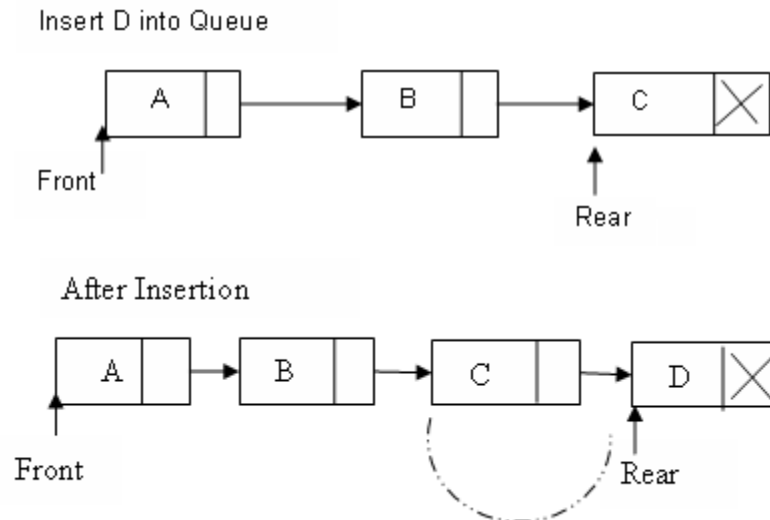 Insert D into Queue
A B C
Front
Rear
After Insertion
A B C D
Front Rear